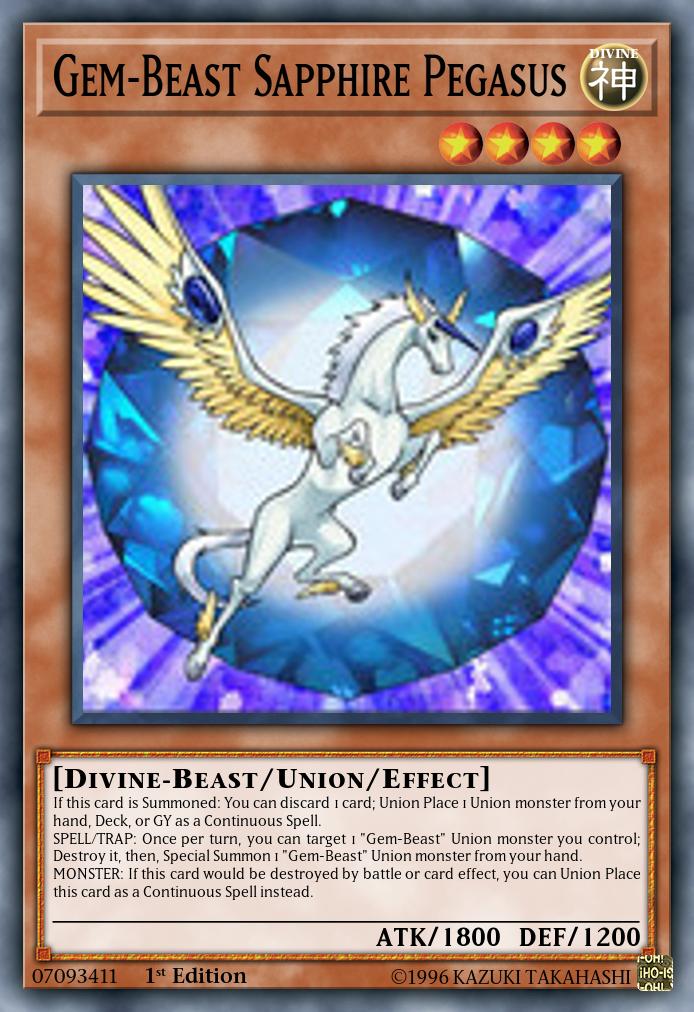 Gem-Beast Sapphire Pegasus
DIVINE
神
[Divine-Beast/Union/Effect]
If this card is Summoned: You can discard 1 card; Union Place 1 Union monster from your
hand, Deck, or GY as a Continuous Spell.
SPELL/TRAP: Once per turn, you can target 1 "Gem-Beast" Union monster you control;
Destroy it, then, Special Summon 1 "Gem-Beast" Union monster from your hand.
MONSTER: If this card would be destroyed by battle or card effect, you can Union Place
this card as a Continuous Spell instead.
ATK/1800 DEF/1200
07093411 1st Edition ©1996 KAZUKI TAKAHASHI